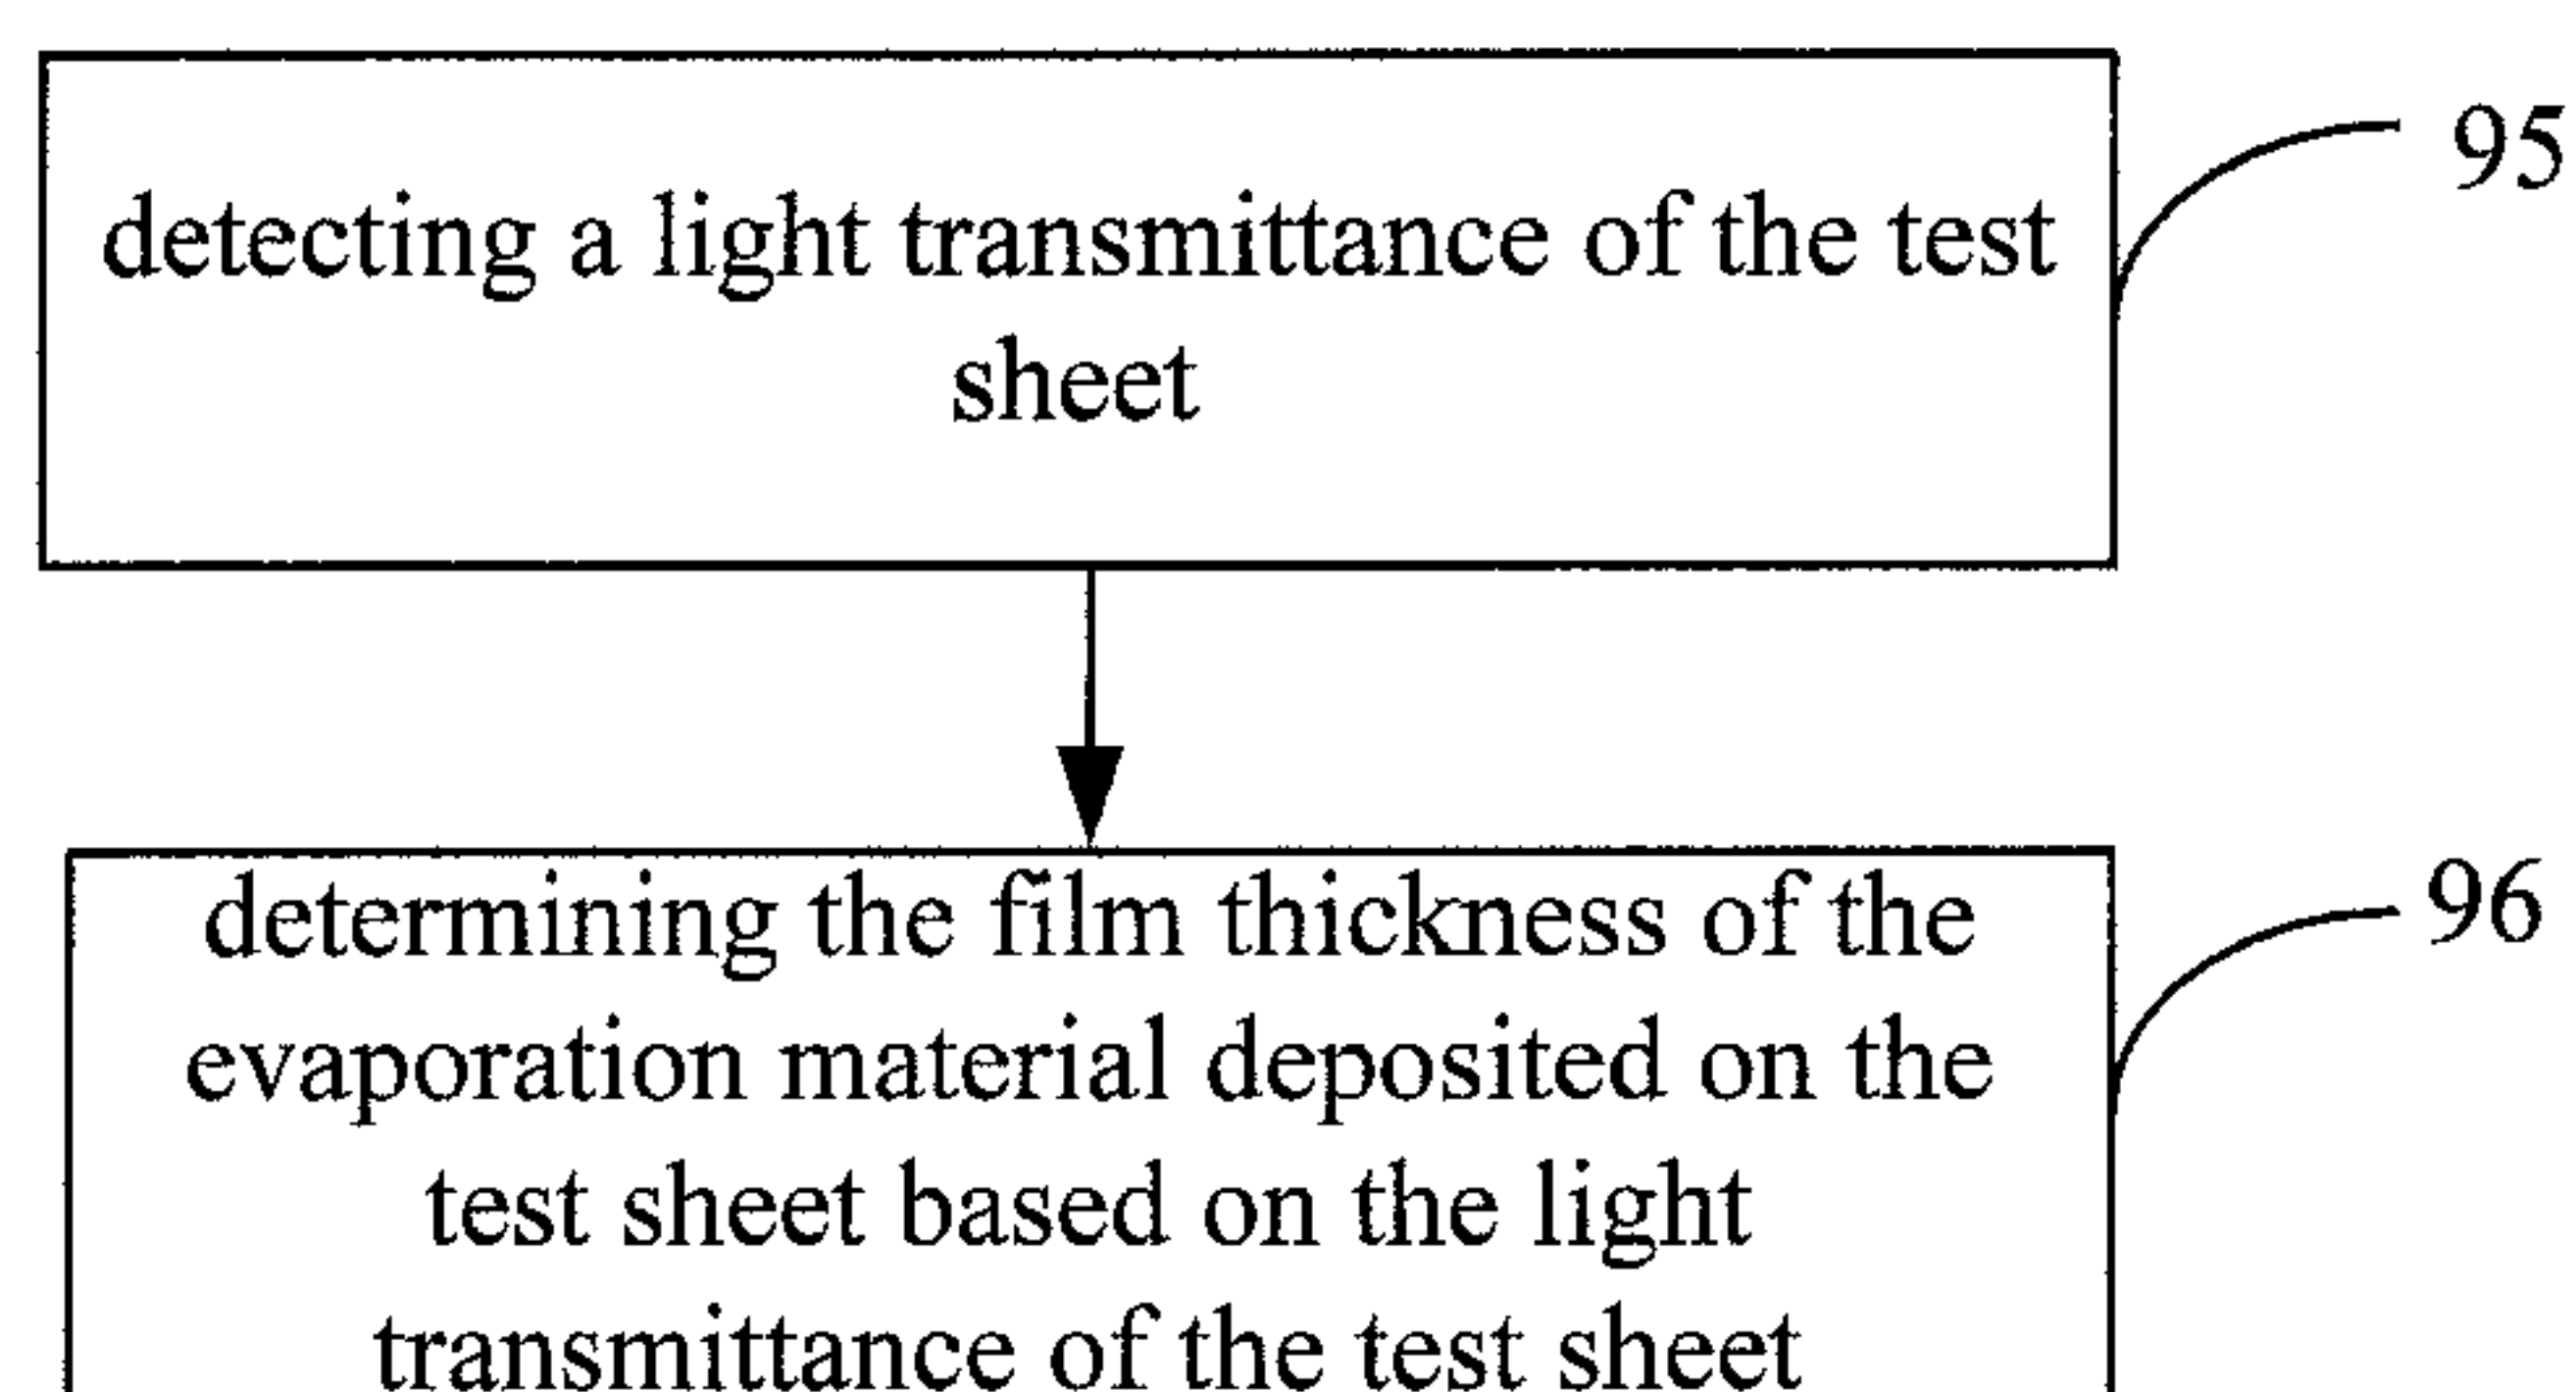 detecting a light transmittance of the test
sheet
95
determining the film thickness of the
evaporation material deposited on the
test sheet based on the light
transmittance of the test sheet
96